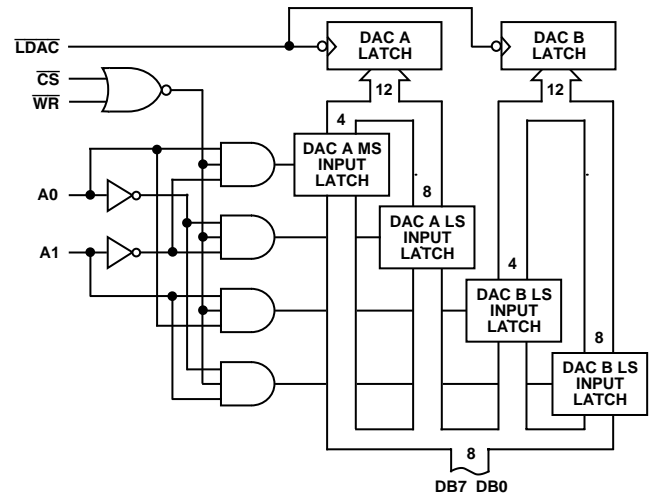 LDAC
CS
WR
A0
A1
DAC A
LATCH
DAC B
LATCH
12
12
4
DAC A MS
INPUT
LATCH
8
DAC A LS
INPUT
LATCH
4
DAC B LS
INPUT
LATCH
8
DAC B LS
INPUT
LATCH
8
DB7 DB0